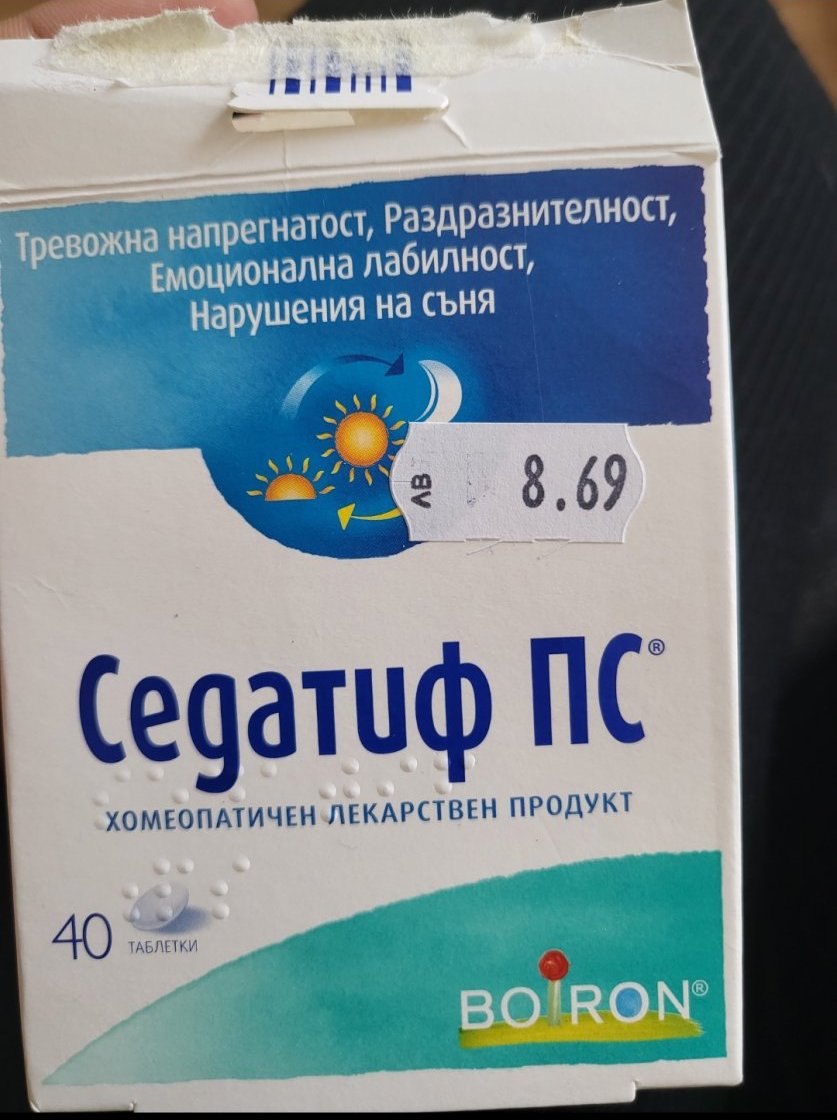 Тревожна напрегнатост, Раздразнителност,
Емоционална лабилност,
Нарушения на съня
ЛВ 8.69
Седатиф ПС®
ХОМЕОПАТИЧЕН ЛЕКАРСТВЕН ПРОДУКТ
40 ТАБЛЕТКИ
BOIRON®